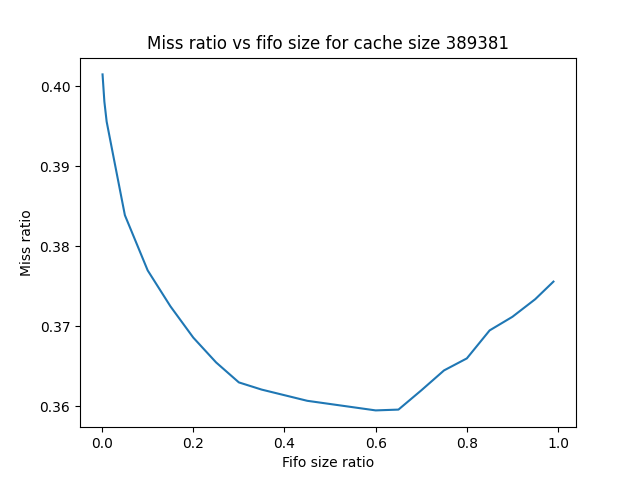 Miss ratio vs fifo size for cache size 389381
0.40
0.39
0.38
0.37
0.36
Miss ratio
0.0 0.2 0.4 0.6 0.8 1.0
Fifo size ratio